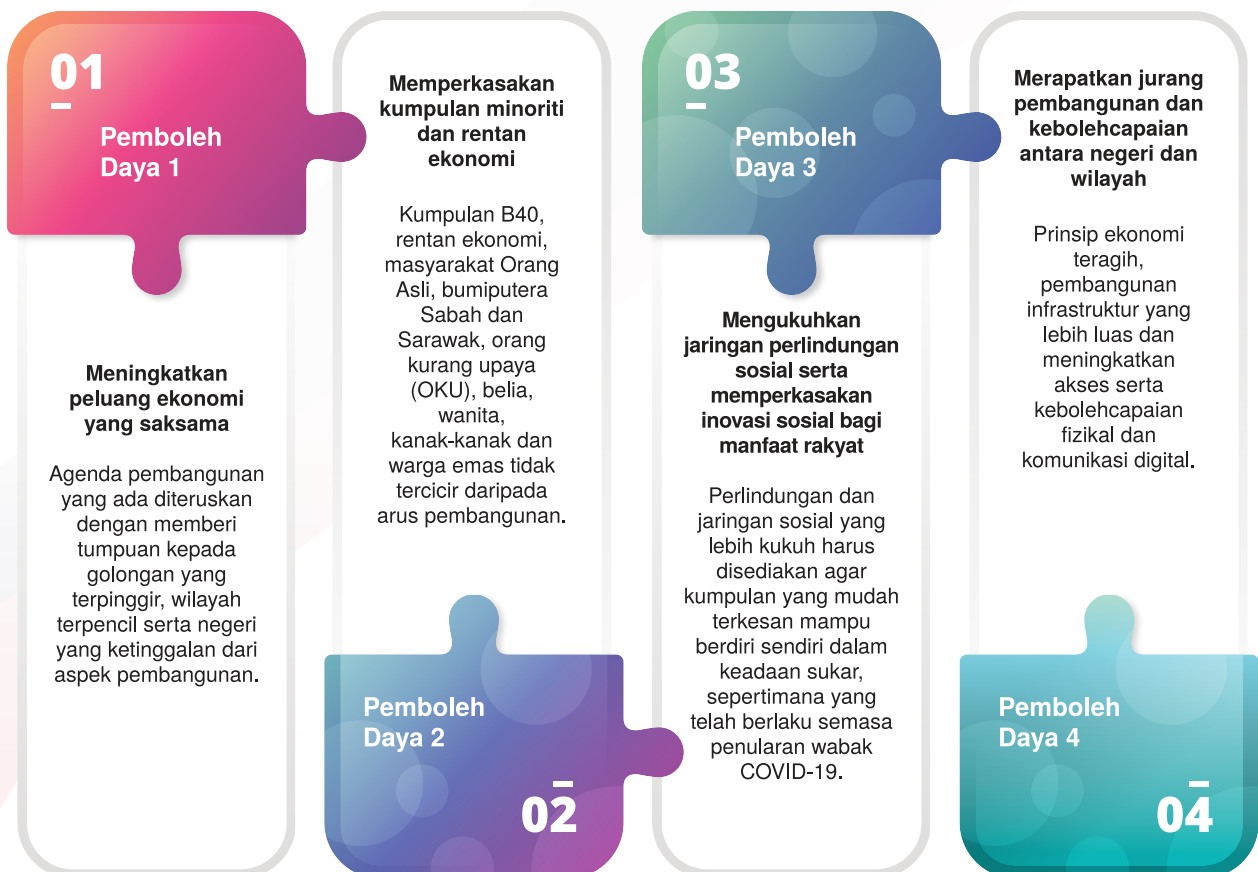 01
Pemboleh
Daya 1
Meningkatkan
peluang ekonomi
yang saksama
Agenda pembangunan
yang ada diteruskan
dengan memberi
tumpuan kepada
golongan yang
terpinggir, wilayah
terpencil serta negeri
yang ketinggalan dari
aspek pembangunan.
Memperkasakan
kumpulan minoriti
dan rentan
ekonomi
Kumpulan B40,
rentan ekonomi,
masyarakat Orang
Asli, bumiputera
Sabah dan
Sarawak, orang
kurang upaya
(OKU), belia,
wanita,
kanak-kanak dan
warga emas tidak
tercicir daripada
arus pembangunan.
Pemboleh
Daya 2
02
03
Pemboleh
Daya 3
Mengukuhkan
jaringan perlindungan
sosial serta
memperkasakan
inovasi sosial bagi
manfaat rakyat
Perlindungan dan
jaringan sosial yang
lebih kukuh harus
disediakan agar
kumpulan yang mudah
terkesan mampu
berdiri sendiri dalam
keadaan sukar,
sepertimana yang
telah berlaku semasa
penularan wabak
COVID-19.
Merapatkan jurang
pembangunan dan
kebolehcapaian
antara negeri dan
wilayah
Prinsip ekonomi
teragih,
pembangunan
infrastruktur yang
lebih luas dan
meningkatkan
akses serta
kebolehcapaian
fizikal dan
komunikasi digital.
Pemboleh
Daya 4
04